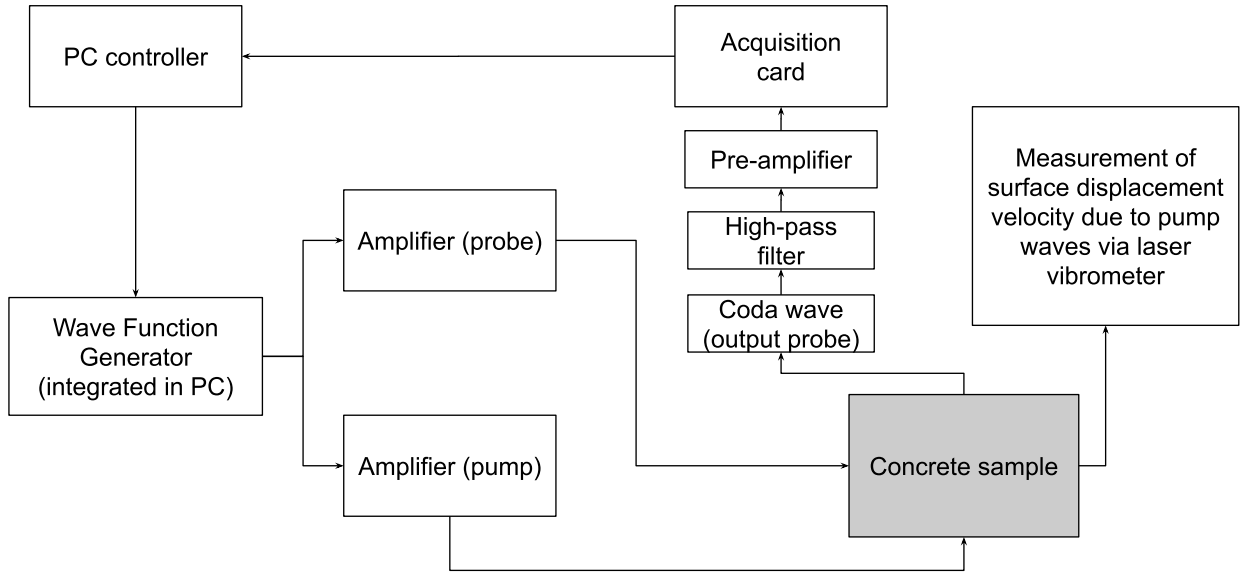 PC controller
Acquisition
card
Pre-amplifier
High-pass
filter
Coda wave
(output probe)
Measurement of
surface displacement
velocity due to pump
waves via laser
vibrometer
Amplifier (probe)
Wave Function
Generator
(integrated in PC)
Amplifier (pump)
Concrete sample